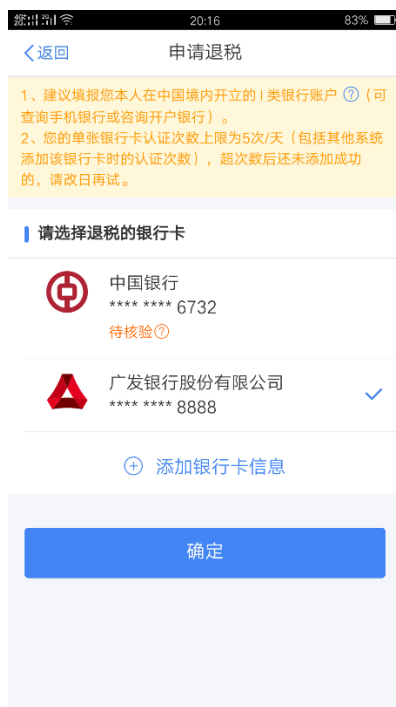 20:16
83%
返回
申请退税
1、建议填报您本人在中国境内开立的 I 类银行账户 ?（可
查询手机银行或咨询开户银行）。
2、您的单张银行卡认证次数上限为5次/天（包括其他系统
添加该银行卡时的认证次数），超次数后还未添加成功
的，请改日再试。
请选择退税的银行卡
中国银行
**** **** 6732
待核验?
广发银行股份有限公司
**** **** 8888
添加银行卡信息
确定